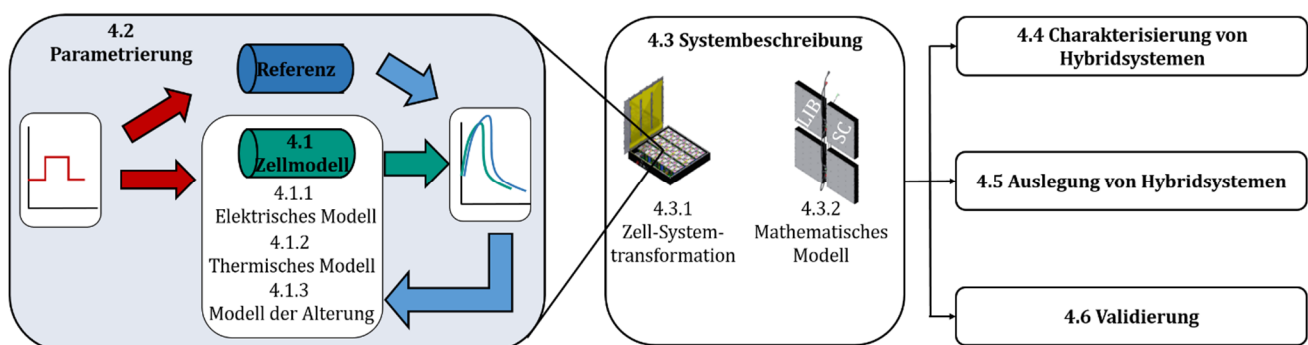 4.2
Parametrierung
Referenz
4.1
Zellmodell
4.1.1
Elektrisches Modell
4.1.2
Thermisches Modell
4.1.3
Modell der Alterung
4.3 Systembeschreibung
LIB
SC
4.3.1
Zell-System-
transformation
4.3.2
Mathematisches
Modell
4.4 Charakterisierung von
Hybridsystemen
4.5 Auslegung von Hybridsystemen
4.6 Validierung